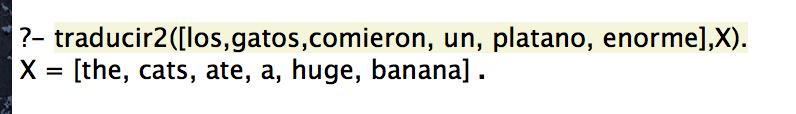 ?- traducir2([los,gatos,comieron, un, platano, enorme],X).
X = [the, cats, ate, a, huge, banana] .